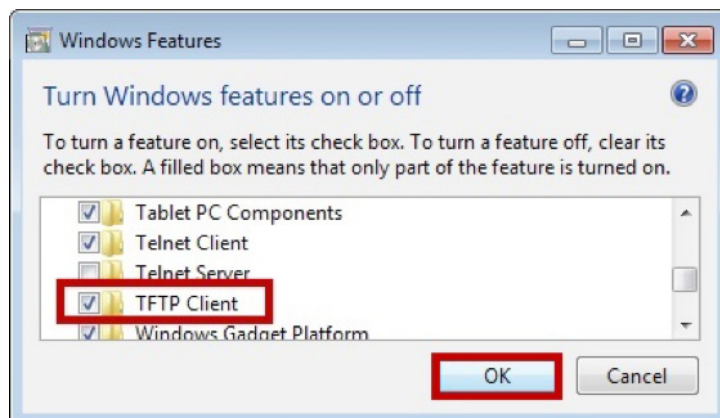 Windows Features
Turn Windows features on or off
To turn a feature on, select its check box. To turn a feature off, clear its
check box. A filled box means that only part of the feature is turned on.
Tablet PC Components
Telnet Client
Telnet Server
TFTP Client
Windows Gadget Platform
OK Cancel